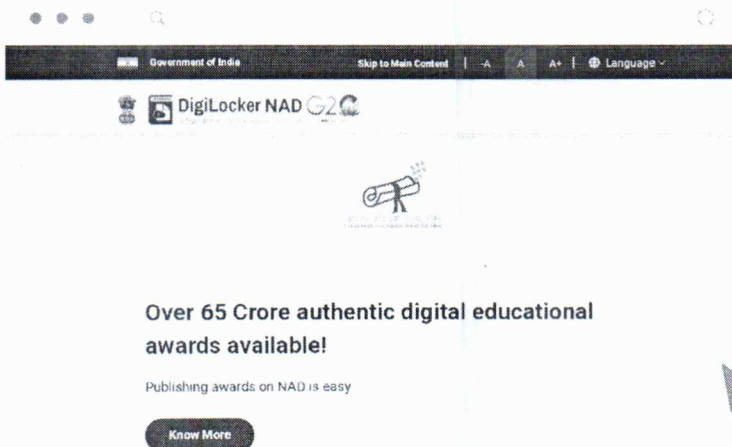 Government of India
Skip to Main Content | -A A A+ | Language
DigiLocker NAD G2
Over 65 Crore authentic digital educational
awards available!
Publishing awards on NAD is easy
Know More